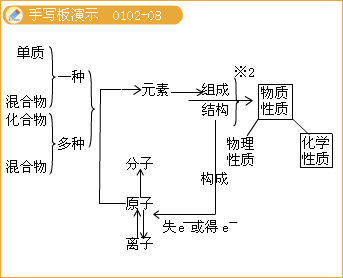 手写板演示 0102-08
单质
一种
混合物
化合物
多种
混合物
元素
组成
结构
※2
物质
性质
物理
性质
化学
性质
分子
构成
原子
失e⁻或得e⁻
离子